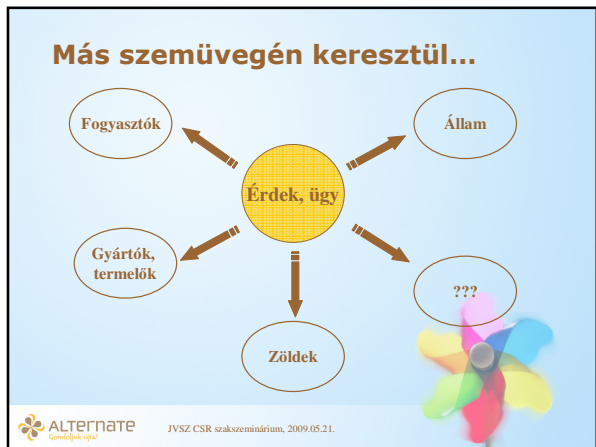 Más szemüvegén keresztül...
Fogyasztók
Állam
Érdek, ügy
Gyártók,
termelők
???
Zöldek
ALTERNATE
Gondoljuk újra!
JVSZ CSR szakszeminárium, 2009.05.21.